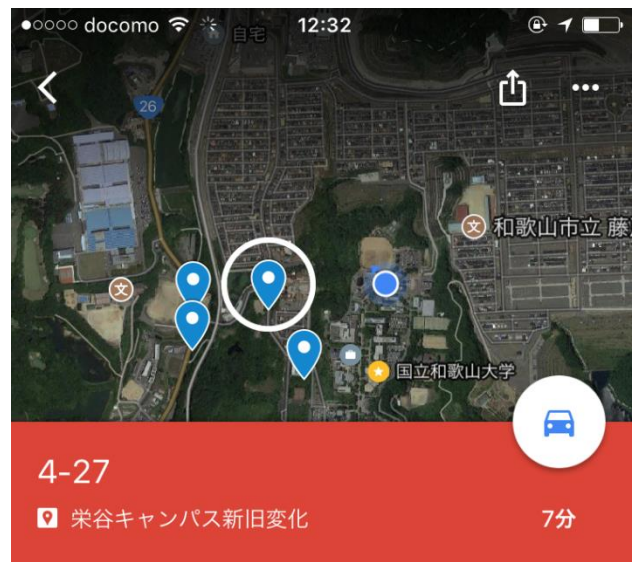 docomo 12:32
自宅
26
和歌山市立 藤
国立和歌山大学
4-27
栄谷キャンパス新旧変化 7分